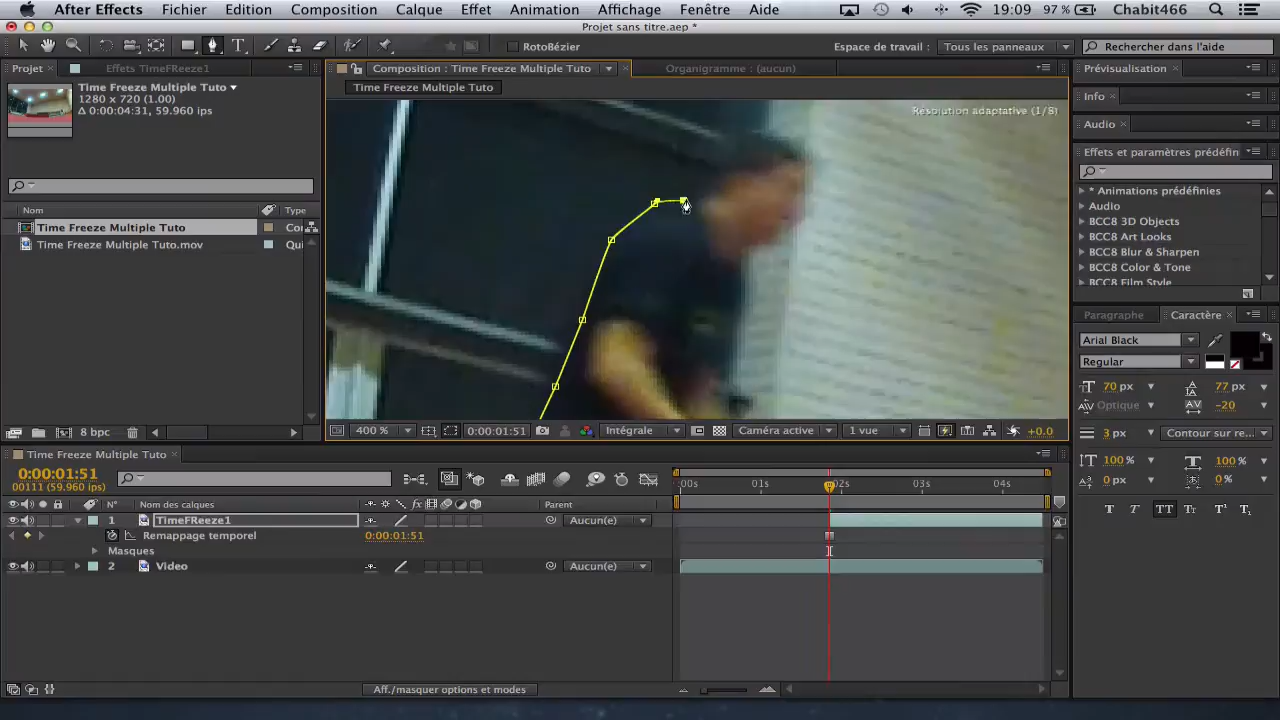 After Effects Fichier Edition Composition Calque Effet Animation Affichage Fenêtre Aide 19:09 97 % Chabit466
Projet sans titre.aep *
RotoBézier Espace de travail : Tous les panneaux Rechercher dans l'aide
Projet × Effets TimeFReeze1 Composition : Time Freeze Multiple Tuto × Organigramme : (aucun) Prévisualisation ×
Time Freeze Multiple Tuto
1280 x 720 (1.00)
Δ 0:00:04:31, 59.960 ips
Time Freeze Multiple Tuto
Résolution adaptative (1/8)
Info ×
Audio ×
Effets et paramètres prédéfin
* Animations prédéfinies
BCC8 3D Objects
BCC8 Art Looks
BCC8 Blur & Sharpen
BCC8 Color & Tone
BCC8 Film Style
Nom Type
Time Freeze Multiple Tuto Co
Time Freeze Multiple Tuto.mov Qui
Paragraphe Caractère ×
Arial Black
Regular
70 px 77 px
Optique -20
3 px Contour sur re...
100 % 100 %
0 px 0 %
T T TT Tt T¹ T₁
8 bpc
400 % 0:00:01:51 Intégrale Caméra active 1 vue +0.0
Time Freeze Multiple Tuto ×
0:00:01:51
00111 (59.960 ips)
:00s 01s 02s 03s 04s
N° Nom des calques Parent
1 TimeFReeze1 Aucun(e)
Remappage temporel 0:00:01:51
Masques
2 Video Aucun(e)
Aff./masquer options et modes